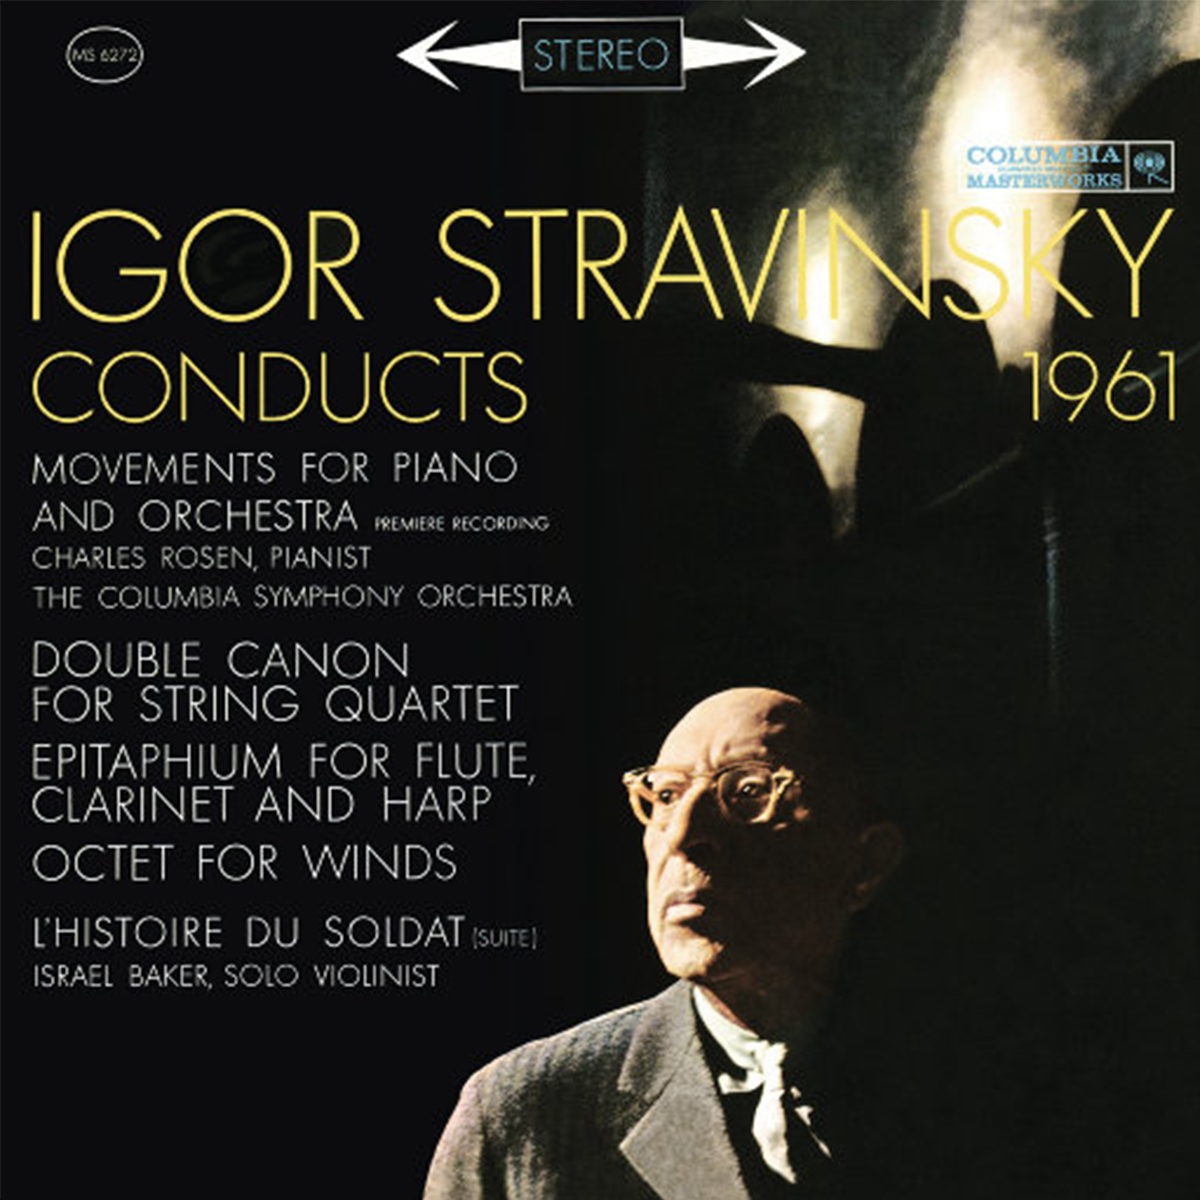 MS 6272
STEREO
COLUMBIA
MASTERWORKS
IGOR STRAVINSKY
CONDUCTS 1961
MOVEMENTS FOR PIANO
AND ORCHESTRA PREMIERE RECORDING
CHARLES ROSEN, PIANIST
THE COLUMBIA SYMPHONY ORCHESTRA
DOUBLE CANON
FOR STRING QUARTET
EPITAPHIUM FOR FLUTE,
CLARINET AND HARP
OCTET FOR WINDS
L'HISTOIRE DU SOLDAT (SUITE)
ISRAEL BAKER, SOLO VIOLINIST